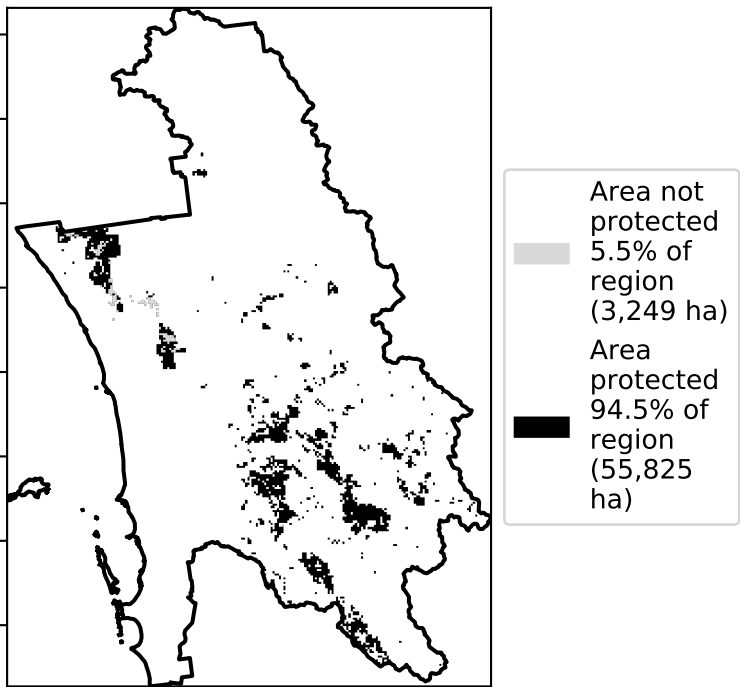 Area not
protected
5.5% of
region
(3,249 ha)
Area
protected
94.5% of
region
(55,825
ha)